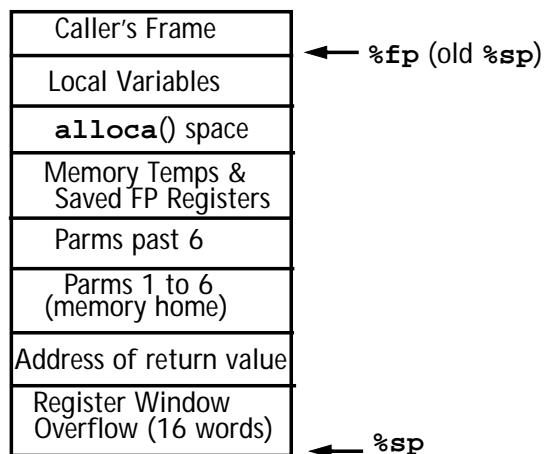 Caller's Frame
%fp (old %sp)
Local Variables
alloca() space
Memory Temps &
Saved FP Registers
Parms past 6
Parms 1 to 6
(memory home)
Address of return value
Register Window
Overflow (16 words)
%sp